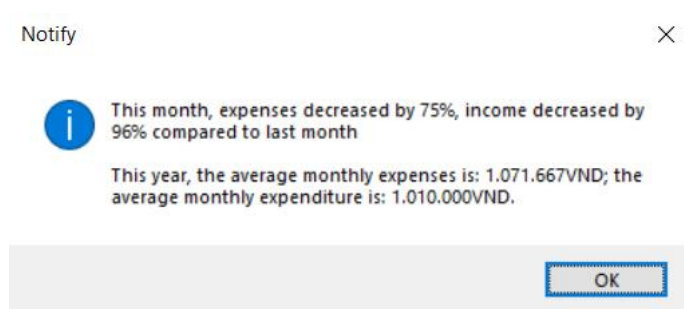 Notify
This month, expenses decreased by 75%, income decreased by
96% compared to last month
This year, the average monthly expenses is: 1.071.667VND; the
average monthly expenditure is: 1.010.000VND.
OK